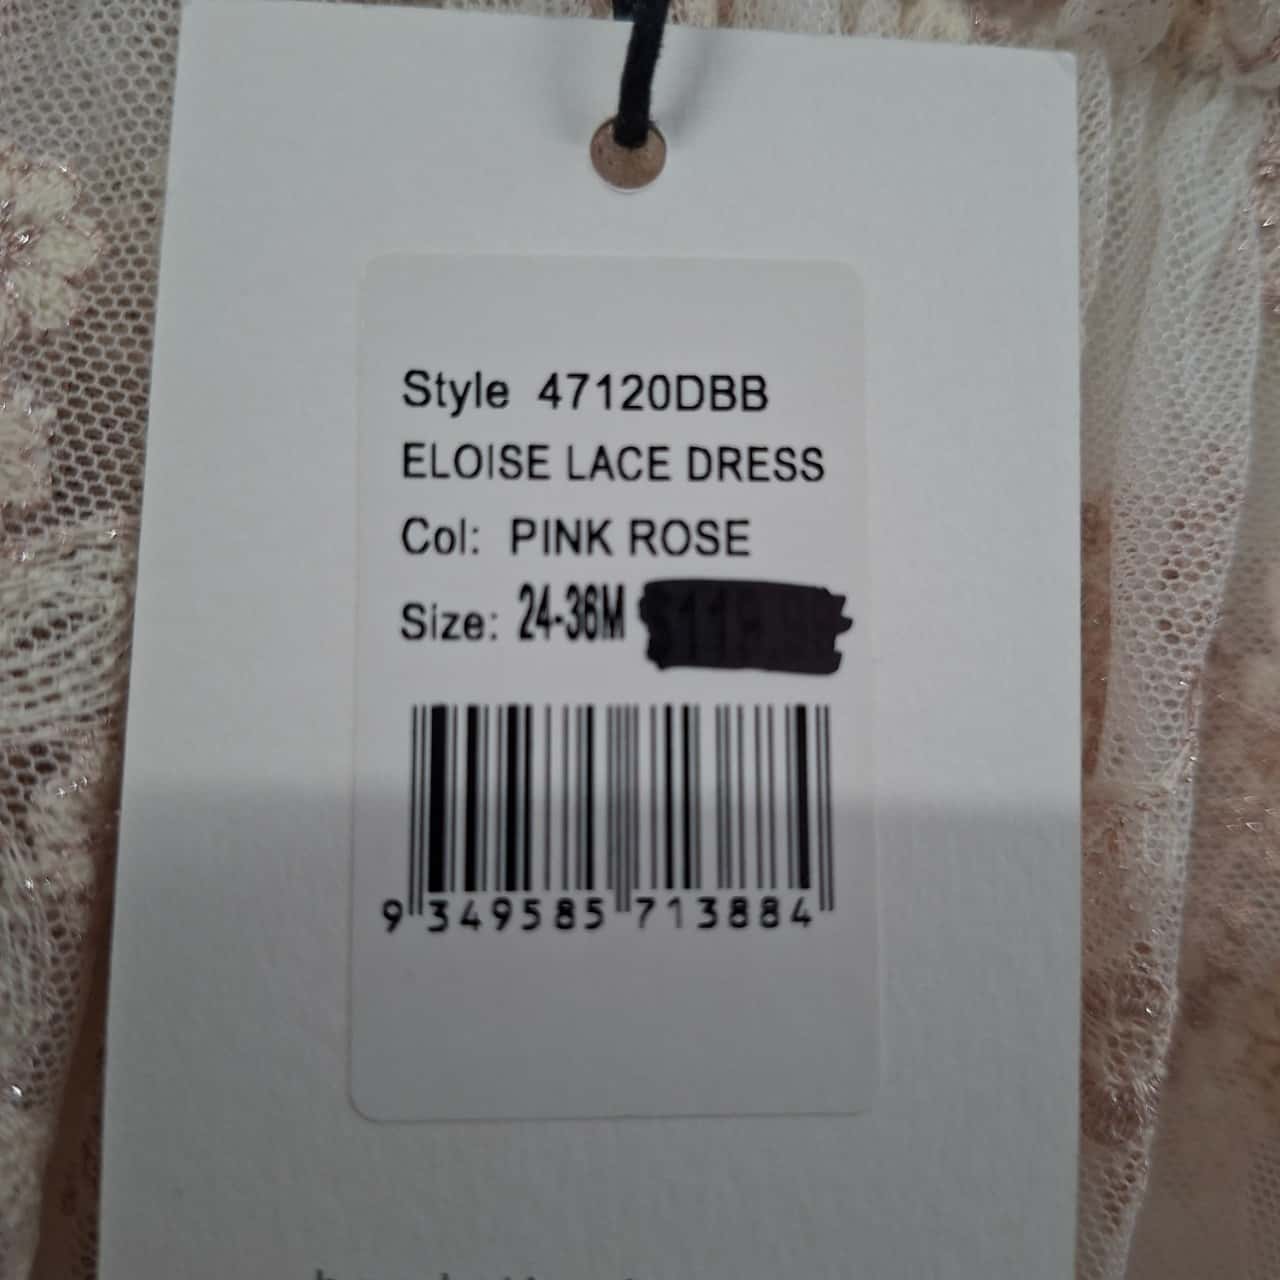 Style 47120DBB
ELOISE LACE DRESS
Col: PINK ROSE
Size: 24-36M
9 349585 713884